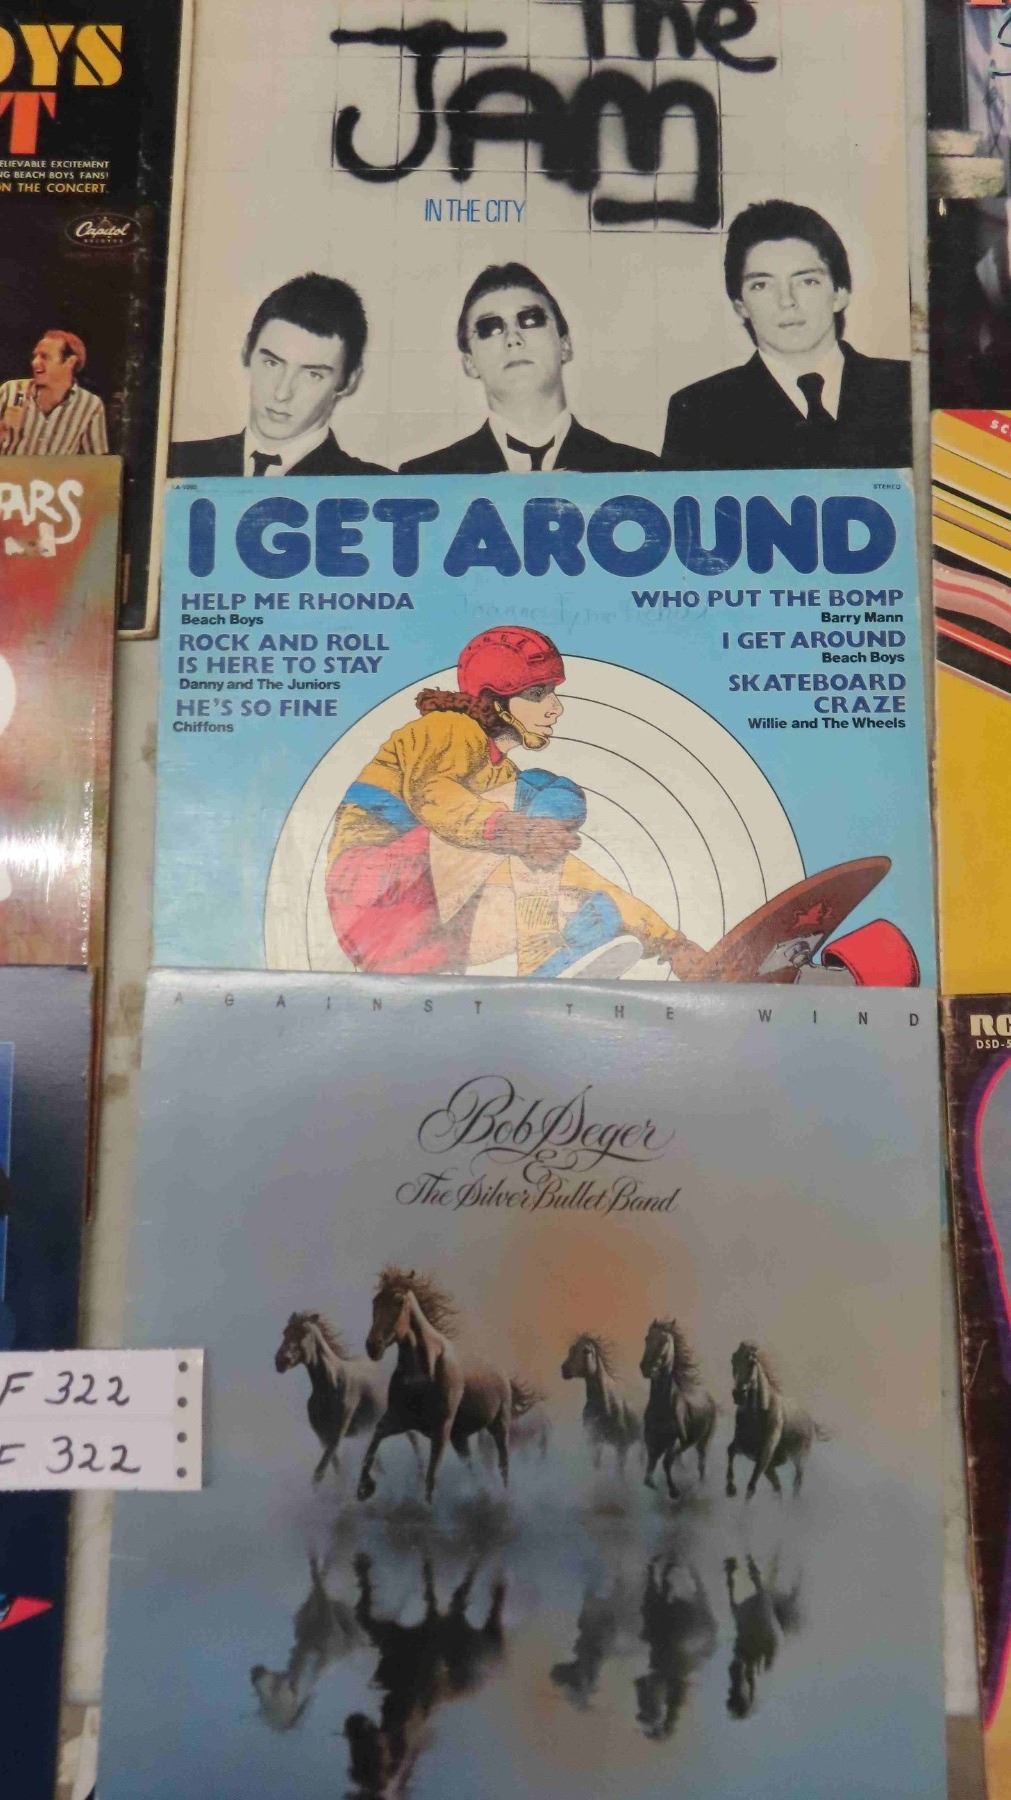 The
JAM
IN THE CITY
OYS
T
ELIEVABLE EXCITEMENT
NG BEACH BOYS FANS!
ON THE CONCERT.
Capitol
RECORDS
STEREO
I GET AROUND
HELP ME RHONDA
Beach Boys
ROCK AND ROLL
IS HERE TO STAY
Danny and The Juniors
HE'S SO FINE
Chiffons
WHO PUT THE BOMP
Barry Mann
I GET AROUND
Beach Boys
SKATEBOARD
CRAZE
Willie and The Wheels
ARS
SC
AGAINST THE WIND
Bob Seger
&
The Silver Bullet Band
RC
DSD-5
F 322
F 322